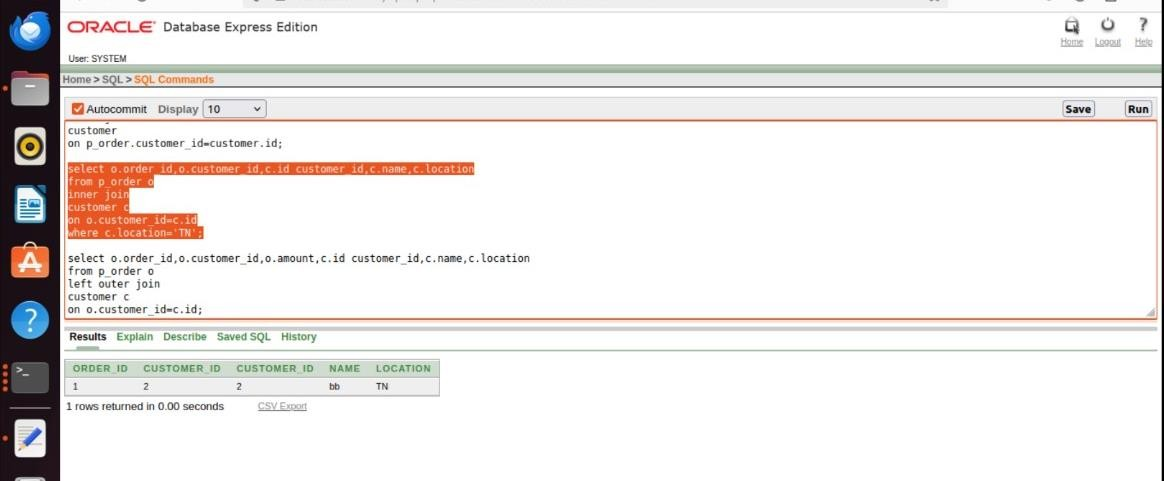 ORACLE Database Express Edition
Home Logout Help
User: SYSTEM
Home > SQL > SQL Commands
Autocommit Display 10 Save Run
customer
on p_order.customer_id=customer.id;
select o.order_id,o.customer_id,c.id customer_id,c.name,c.location
from p_order o
inner join
customer c
on o.customer_id=c.id
where c.location='TN';
select o.order_id,o.customer_id,o.amount,c.id customer_id,c.name,c.location
from p_order o
left outer join
customer c
on o.customer_id=c.id;
Results Explain Describe Saved SQL History
ORDER_ID CUSTOMER_ID CUSTOMER_ID NAME LOCATION
1 2 2 bb TN
1 rows returned in 0.00 seconds CSV Export